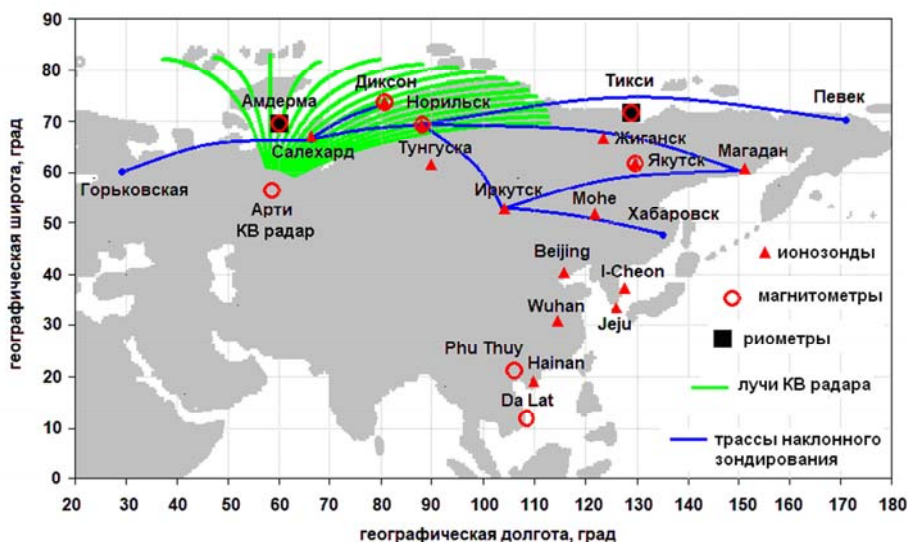 географическая широта, град
90
80
70
60
50
40
30
20
10
0
Диксон
Тикси
Амдерма
Норильск
Певек
Салехард
Тунгуска
Жиганск
Якутск
Магадан
Горьковская
Иркутск
Mohe
Хабаровск
Арти
КВ радар
Beijing
I-Cheon
ионозонды
Wuhan
Jeju
магнитометры
Phu Thuy
Hainan
риометры
Da Lat
лучи КВ радара
трассы наклонного
зондирования
20 30 40 50 60 70 80 90 100 110 120 130 140 150 160 170 180
географическая долгота, град